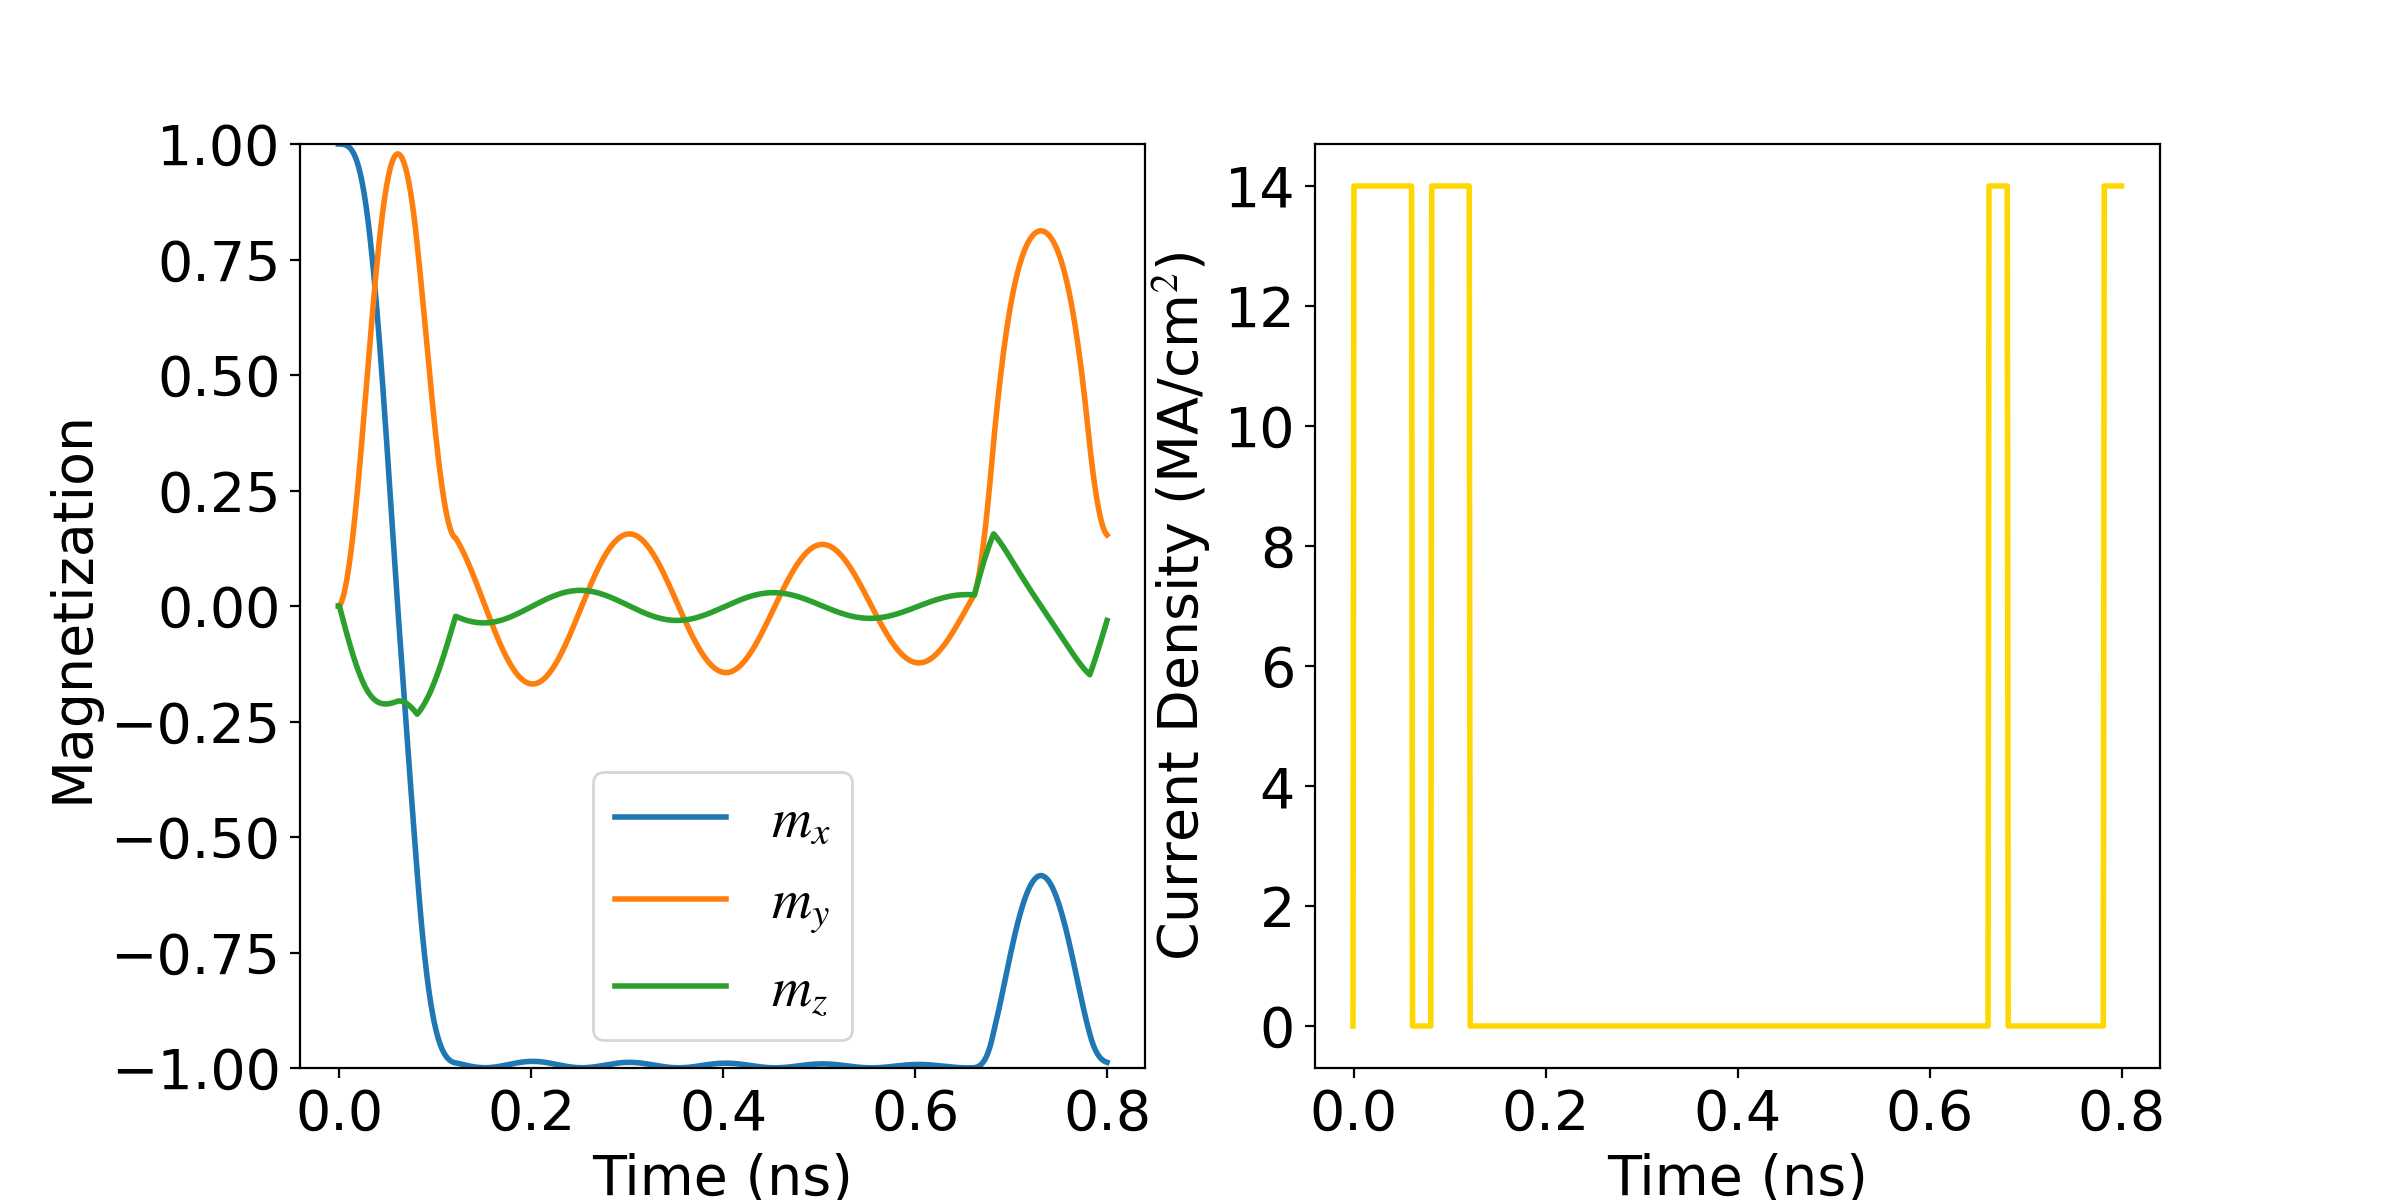 Magnetization
1.00
0.75
0.50
0.25
0.00
−0.25
−0.50
−0.75
−1.00
0.0 0.2 0.4 0.6 0.8
Time (ns)
m_x
m_y
m_z
Current Density (MA/cm²)
14
12
10
8
6
4
2
0
0.0 0.2 0.4 0.6 0.8
Time (ns)